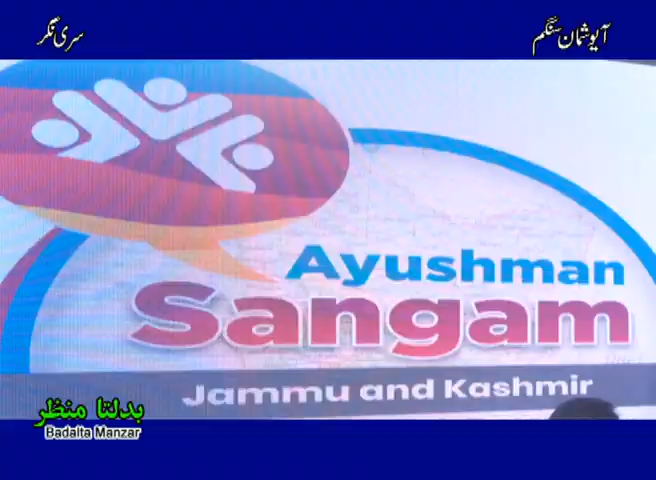 آیوشمان سنگم
سری نگر
Ayushman
Sangam
Jammu and Kashmir
بدلتا منظر
Badalta Manzar